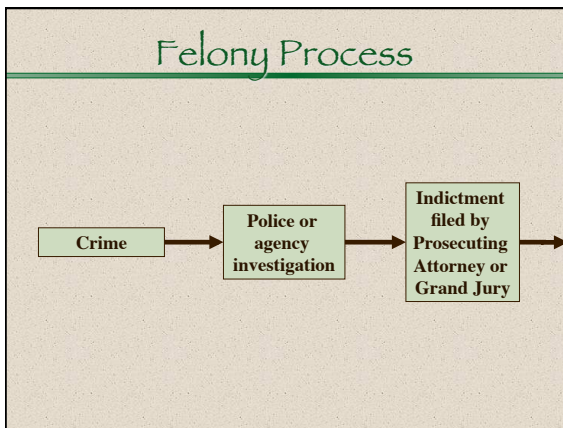 Felony Process
Crime
Police or
agency
investigation
Indictment
filed by
Prosecuting
Attorney or
Grand Jury